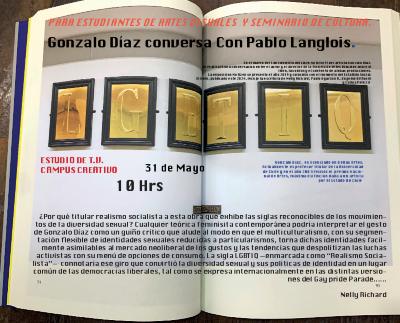 PARA ESTUDIANTES DE ARTES VISUALES Y SEMINARIO DE CULTURA.
Gonzalo Díaz conversa Con Pablo Langlois.
L G B T I Q
ESTUDIO DE T.V.
CAMPUS CREATIVO
31 de Mayo
10 Hrs
¿Por qué titular realismo socialista a esta obra que exhibe las siglas reconocibles de los movimien-
tos de la diversidad sexual? Cualquier teórica feminista contemporánea podría interpretar el gesto
de Gonzalo Díaz como un guiño crítico que alude al modo en que el multiculturalismo, con su segmen-
tación flexible de identidades sexuales reducidas a particularismos, torna dichas identidades fácil-
mente asimilables al mercado neoliberal de los gustos y las tendencias que despolitizan las luchas
activistas con su menú de opciones de consumo. La sigla LGBTIQ —enmarcada como "Realismo Socia-
lista"— connotaría ese giro que convirtió la diversidad sexual y sus políticas de identidad en un lugar
común de las democracias liberales, tal como se expresa internacionalmente en las distintas versio-
nes del Gay pride Parade......
Nelly Richard